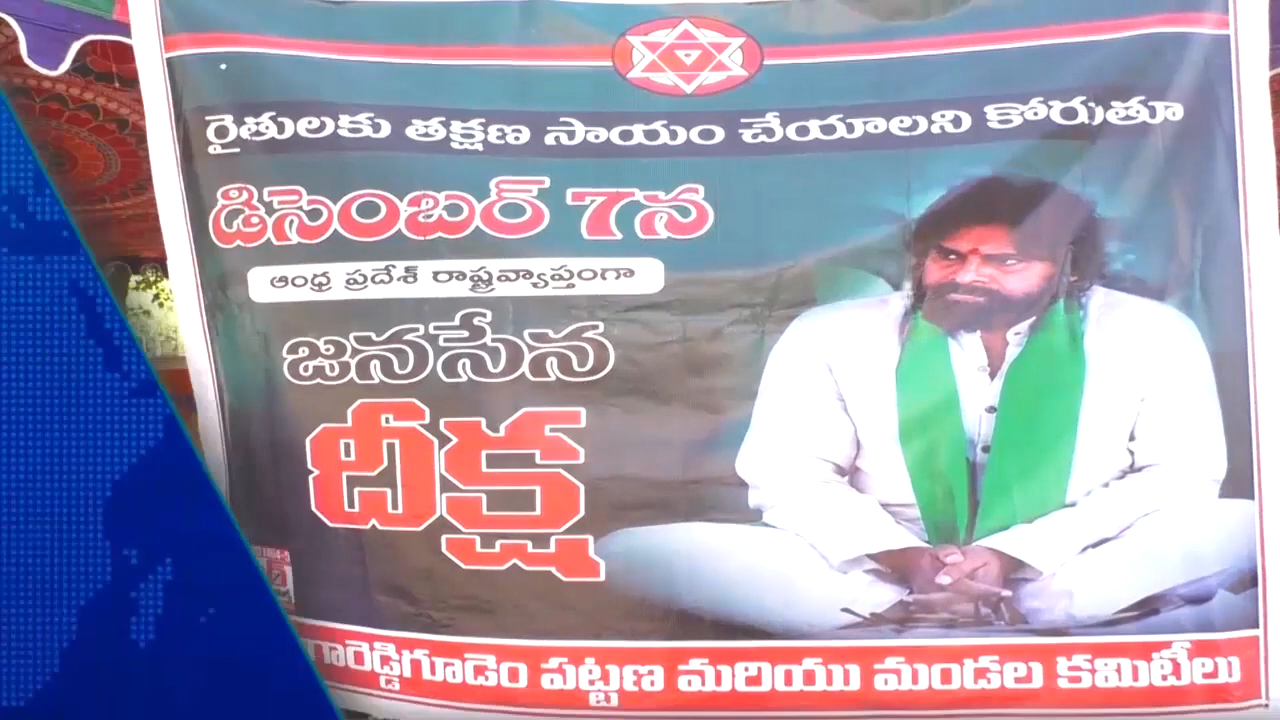 రైతులకు తక్షణ సాయం చేయాలని కోరుతూ
డిసెంబర్ 7న
ఆంధ్ర ప్రదేశ్ రాష్ట్రవ్యాప్తంగా
జనసేన
దీక్ష
గారెడ్డిగూడెం పట్టణ మరియు మండల కమిటీలు